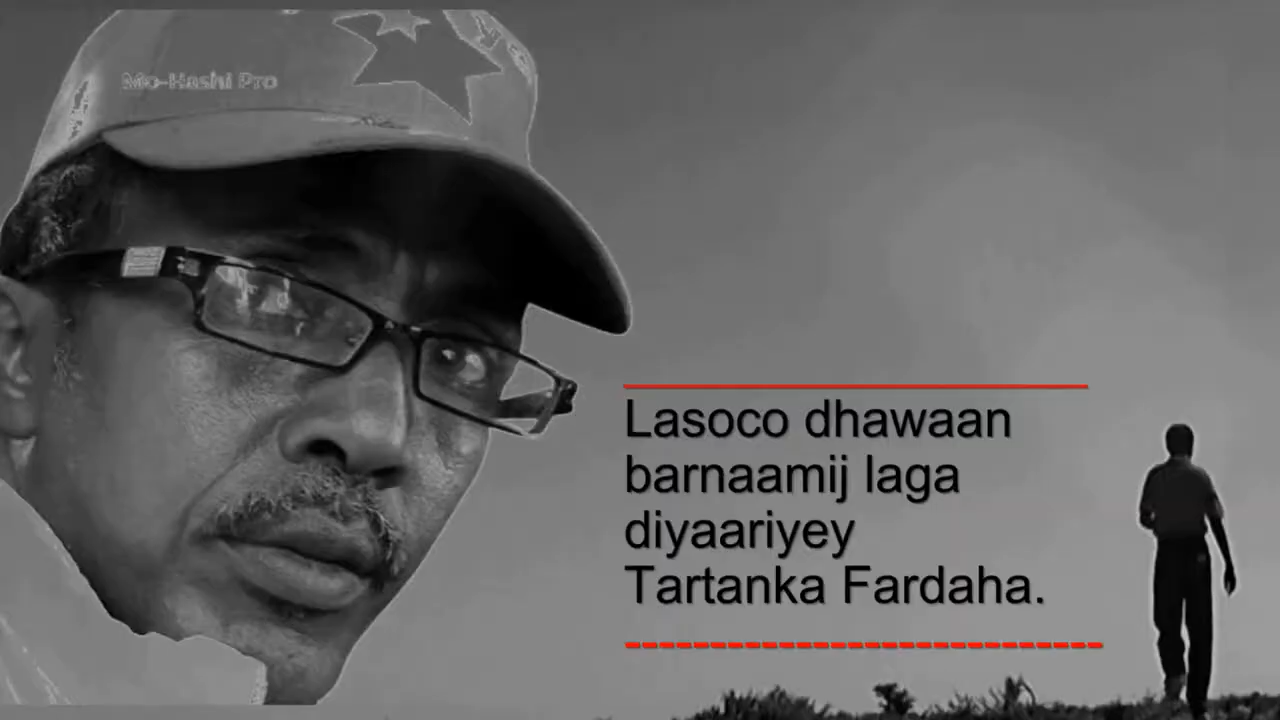 Mo-Hashi Pro
Lasoco dhawaan
barnaamij laga
diyaariyey
Tartanka Fardaha.